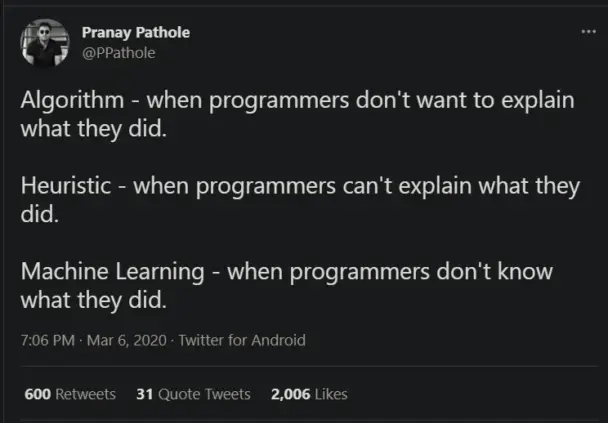 Pranay Pathole
@PPathole
Algorithm - when programmers don't want to explain
what they did.
Heuristic - when programmers can't explain what they
did.
Machine Learning - when programmers don't know
what they did.
7:06 PM · Mar 6, 2020 · Twitter for Android
600 Retweets 31 Quote Tweets 2,006 Likes